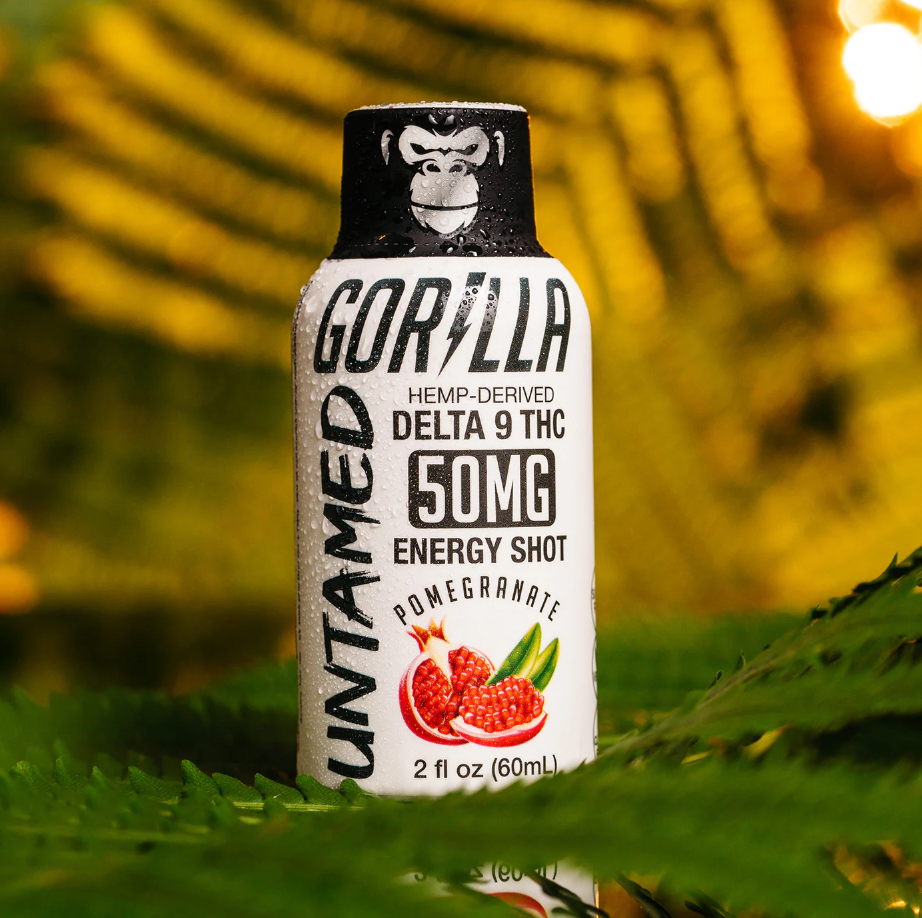 GORILLA
UNTAMED
HEMP-DERIVED
DELTA 9 THC
50MG
ENERGY SHOT
POMEGRANATE
2 fl oz (60mL)